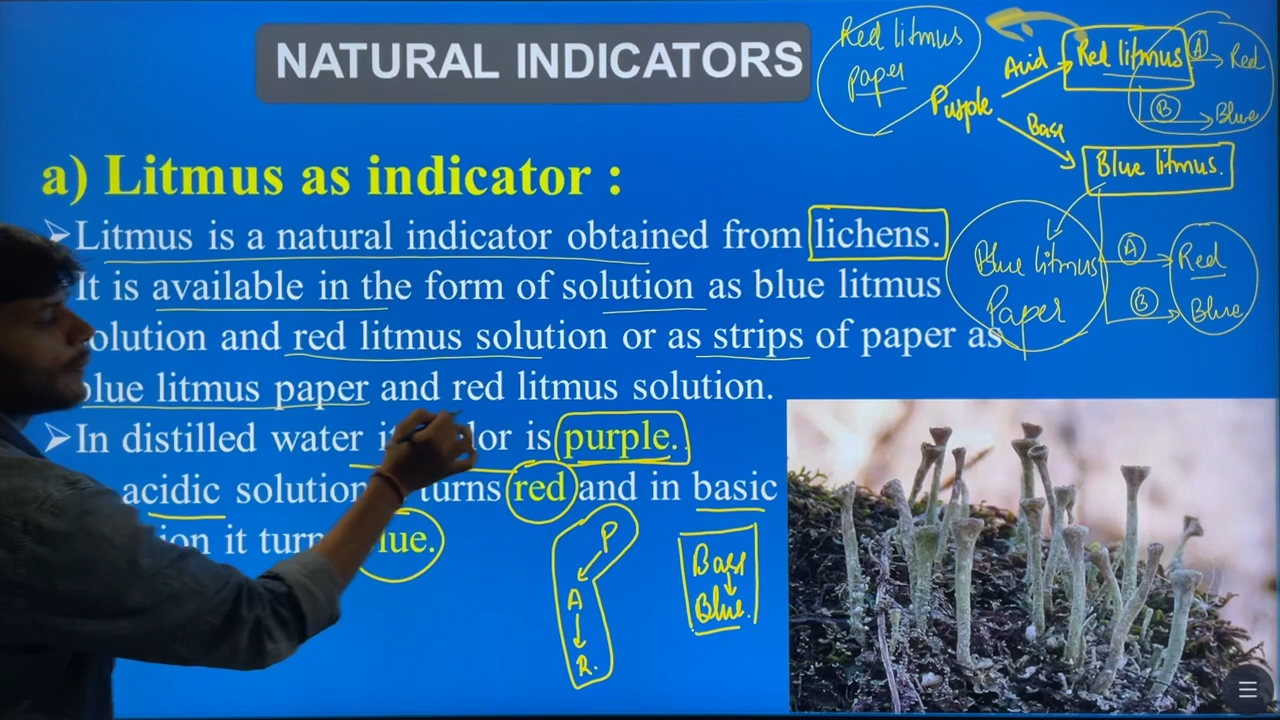 NATURAL INDICATORS
Red litmus
Paper
Purple
Acid
Red litmus
A
Red
B
Blue
Base
Blue litmus.
a) Litmus as indicator :
➤Litmus is a natural indicator obtained from lichens.
It is available in the form of solution as blue litmus
olution and red litmus solution or as strips of paper as
blue litmus paper and red litmus solution.
➤In distilled water i lor is purple.
acidic solution turns red and in basic
ion it turn lue.
Blue litmus
Paper
A
Red
B
Blue
P
A
R.
Base
Blue.